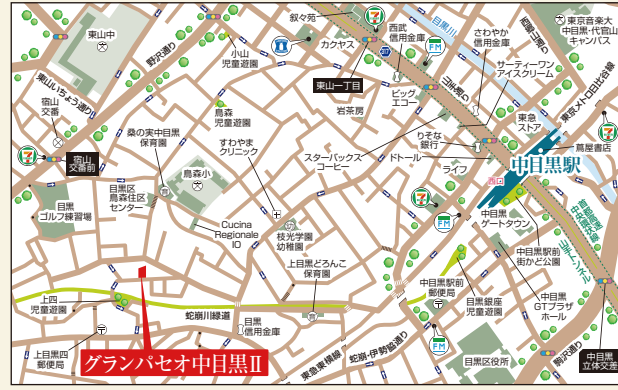 叙々苑
カクヤス
西武
信用金庫
目黒川
さわやか
信用金庫
東京音楽大
中目黒・代官山
キャンパス
東山中
野沢通り
小山
児童遊園
東山一丁目
ビッグ
エコー
山手通り
サーティーワン
アイスクリーム
東京メトロ日比谷線
東山いちょう通り
宿山
交番
烏森
児童遊園
岩茶房
東急
ストア
蔦屋書店
桑の実中目黒
保育園
すわやま
クリニック
スターバックス
コーヒー
りそな
銀行
ドトール
中目黒駅
宿山
交番前
烏森小
ライフ
西口
目黒
ゴルフ練習場
目黒区
烏森住区
センター
Cucina
Regionale
IO
枝光学園
幼稚園
中目黒
ゲートタウン
中目黒駅前
街かど公園
山手トンネル
上目黒どろんこ
保育園
中目黒駅前
郵便局
目黒銀座
児童遊園
中目黒
GTプラザ
ホール
上四
児童遊園
蛇崩川緑道
目黒
信用金庫
上目黒四
郵便局
グランパセオ中目黒Ⅱ
東急東横線
蛇崩・伊勢脇通り
目黒区役所
駒沢通り
中目黒
立体交差